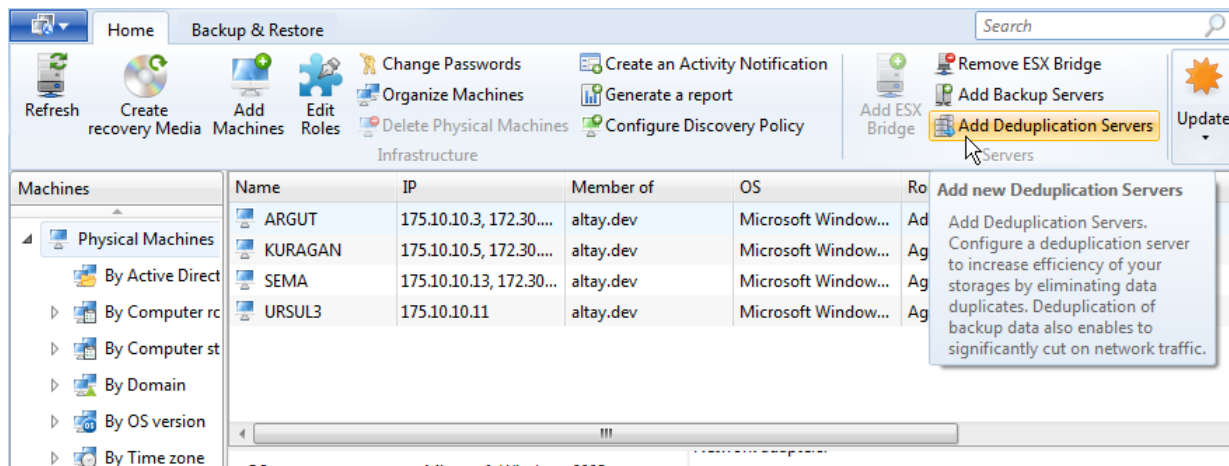 Home Backup & Restore Search
Refresh
Create recovery Media
Add Machines
Edit Roles
Change Passwords
Organize Machines
Delete Physical Machines
Create an Activity Notification
Generate a report
Configure Discovery Policy
Infrastructure
Add ESX Bridge
Remove ESX Bridge
Add Backup Servers
Add Deduplication Servers
Servers
Update
Machines
Physical Machines
By Active Direct
By Computer rc
By Computer st
By Domain
By OS version
By Time zone
Name IP Member of OS Ro
ARGUT 175.10.10.3, 172.30.... altay.dev Microsoft Window... Ad
KURAGAN 175.10.10.5, 172.30.... altay.dev Microsoft Window... Ag
SEMA 175.10.10.13, 172.30... altay.dev Microsoft Window... Ag
URSUL3 175.10.10.11 altay.dev Microsoft Window... Ag
Add new Deduplication Servers
Add Deduplication Servers.
Configure a deduplication server
to increase efficiency of your
storages by eliminating data
duplicates. Deduplication of
backup data also enables to
significantly cut on network traffic.